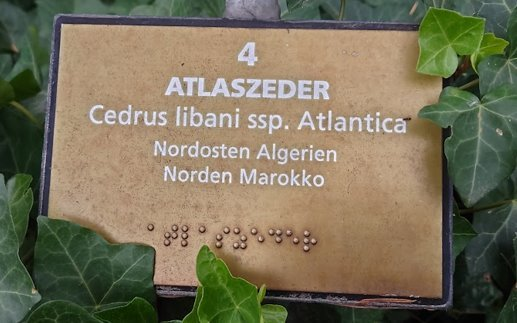 4
ATLASZEDER
Cedrus libani ssp. Atlantica
Nordosten Algerien
Norden Marokko